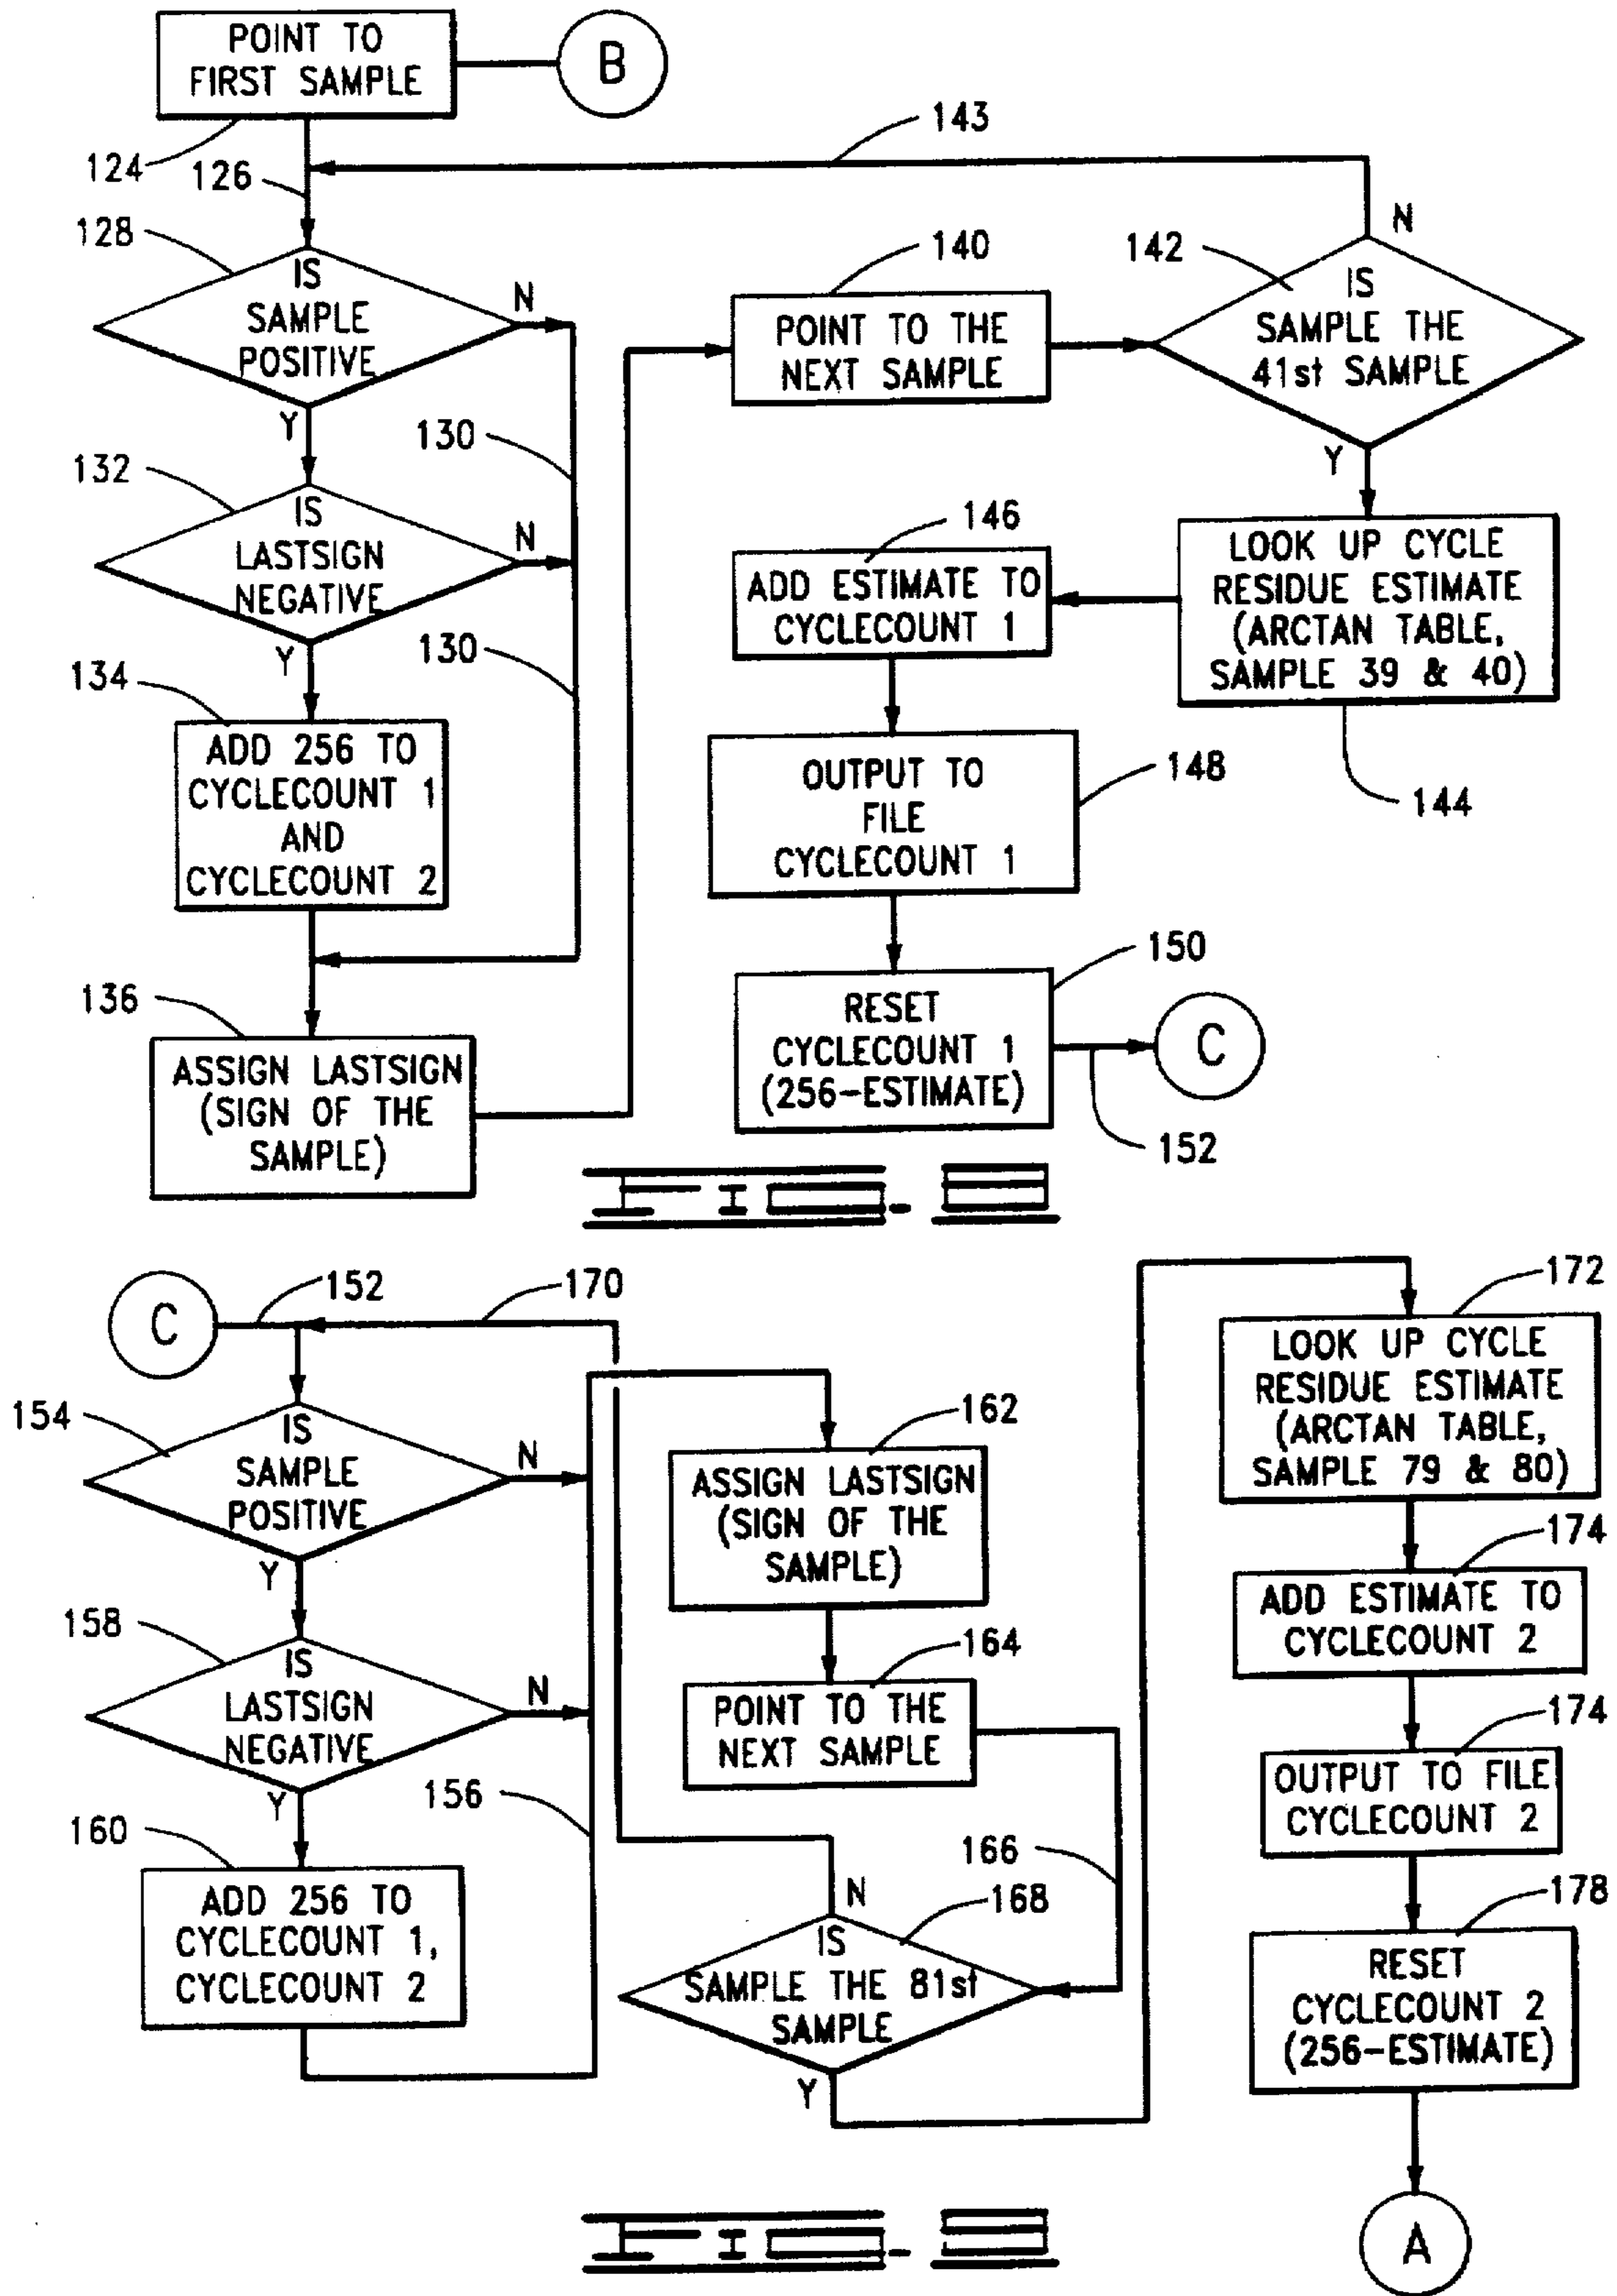 POINT TO
FIRST SAMPLE
B
124
126
143
128
IS
SAMPLE
POSITIVE
N
Y
130
132
IS
LASTSIGN
NEGATIVE
N
Y
130
134
ADD 256 TO
CYCLECOUNT 1
AND
CYCLECOUNT 2
136
ASSIGN LASTSIGN
(SIGN OF THE
SAMPLE)
140
POINT TO THE
NEXT SAMPLE
142
N
IS
SAMPLE THE
41st SAMPLE
Y
LOOK UP CYCLE
RESIDUE ESTIMATE
(ARCTAN TABLE,
SAMPLE 39 & 40)
144
146
ADD ESTIMATE TO
CYCLECOUNT 1
OUTPUT TO
FILE
CYCLECOUNT 1
148
150
RESET
CYCLECOUNT 1
(256-ESTIMATE)
C
152
C
152
170
154
IS
SAMPLE
POSITIVE
N
Y
158
IS
LASTSIGN
NEGATIVE
N
Y
156
160
ADD 256 TO
CYCLECOUNT 1,
CYCLECOUNT 2
162
ASSIGN LASTSIGN
(SIGN OF THE
SAMPLE)
164
POINT TO THE
NEXT SAMPLE
166
N
168
IS
SAMPLE THE 81st
SAMPLE
Y
172
LOOK UP CYCLE
RESIDUE ESTIMATE
(ARCTAN TABLE,
SAMPLE 79 & 80)
174
ADD ESTIMATE TO
CYCLECOUNT 2
174
OUTPUT TO FILE
CYCLECOUNT 2
178
RESET
CYCLECOUNT 2
(256-ESTIMATE)
A